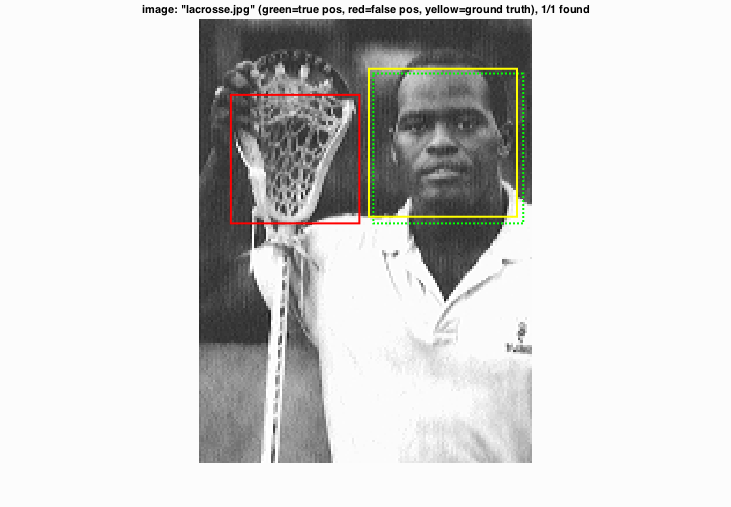 image: "lacrosse.jpg" (green=true pos, red=false pos, yellow=ground truth), 1/1 found